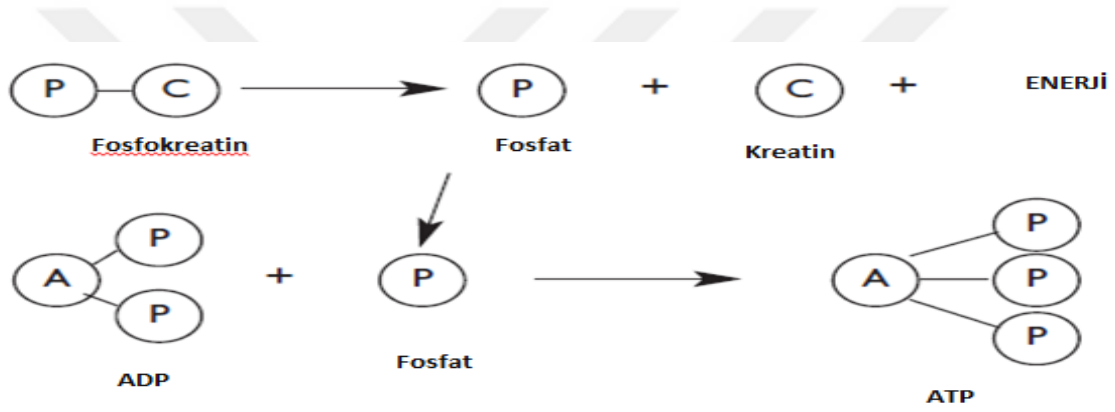 P C P + C + ENERJİ
Fosfokreatin Fosfat Kreatin
P
A + P A P
P P
P
ADP Fosfat ATP